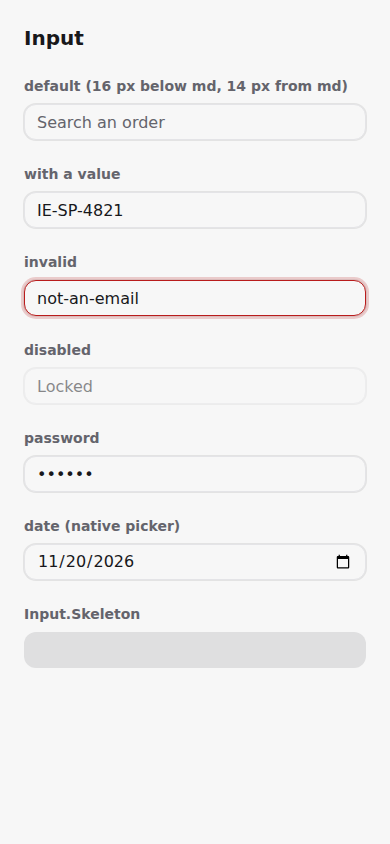 Input
default (16 px below md, 14 px from md)
Search an order
with a value
IE-SP-4821
invalid
not-an-email
disabled
Locked
password
••••••
date (native picker)
11/20/2026
Input.Skeleton